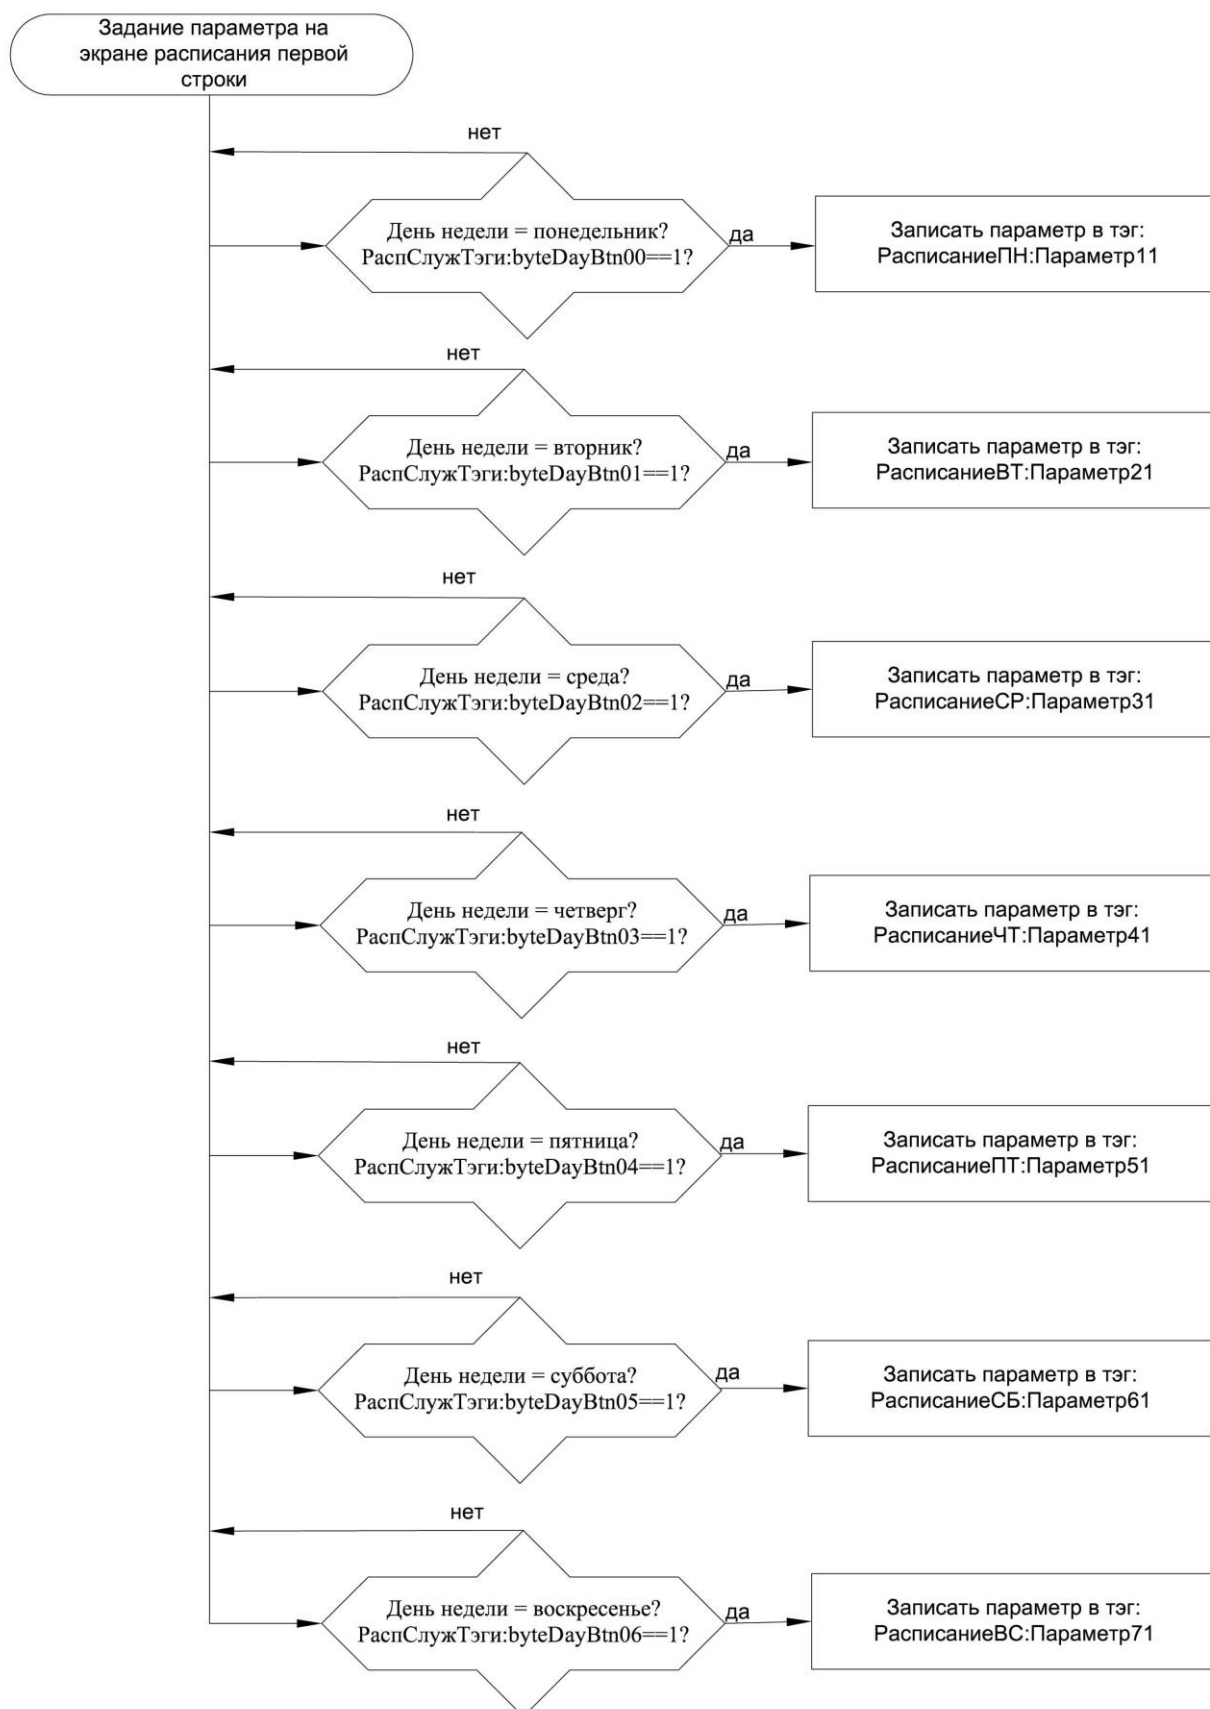 Задание параметра на
экране расписания первой
строки
нет
День недели = понедельник?
РаспСлужТэги:byteDayBtn00==1?
да
Записать параметр в тэг:
РасписаниеПН:Параметр11
нет
День недели = вторник?
РаспСлужТэги:byteDayBtn01==1?
да
Записать параметр в тэг:
РасписаниеВТ:Параметр21
нет
День недели = среда?
РаспСлужТэги:byteDayBtn02==1?
да
Записать параметр в тэг:
РасписаниеСР:Параметр31
нет
День недели = четверг?
РаспСлужТэги:byteDayBtn03==1?
да
Записать параметр в тэг:
РасписаниеЧТ:Параметр41
нет
День недели = пятница?
РаспСлужТэги:byteDayBtn04==1?
да
Записать параметр в тэг:
РасписаниеПТ:Параметр51
нет
День недели = суббота?
РаспСлужТэги:byteDayBtn05==1?
да
Записать параметр в тэг:
РасписаниеСБ:Параметр61
нет
День недели = воскресенье?
РаспСлужТэги:byteDayBtn06==1?
да
Записать параметр в тэг:
РасписаниеВС:Параметр71